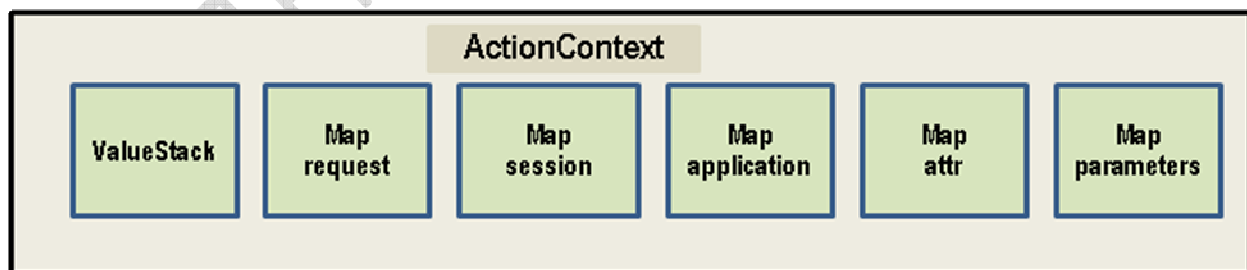 ActionContext
ValueStack
Map
request
Map
session
Map
application
Map
attr
Map
parameters